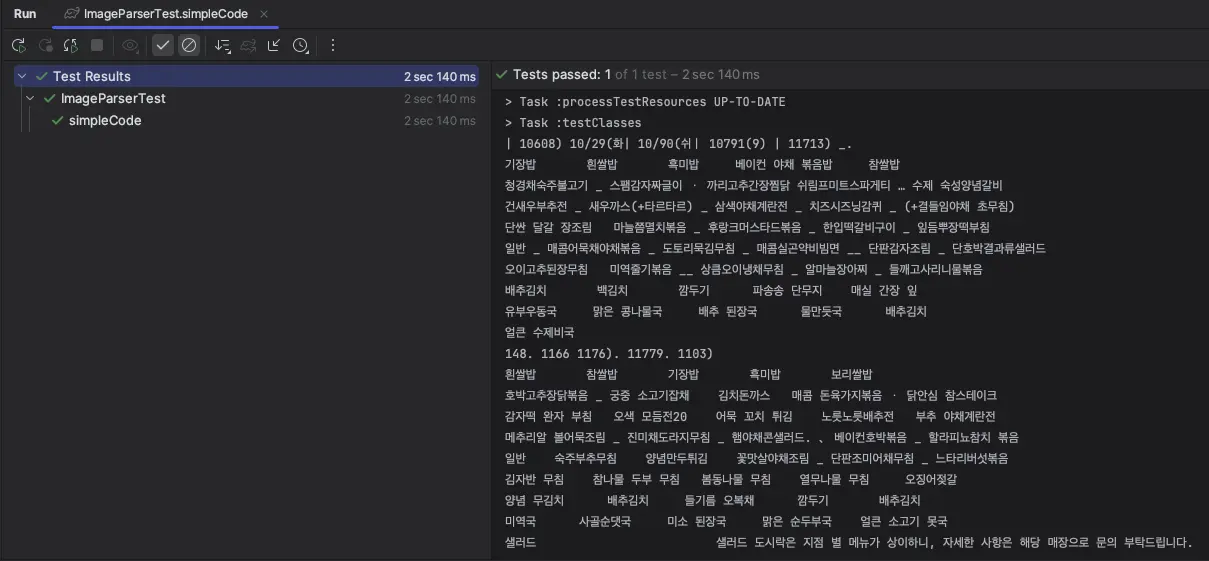 Run ImageParserTest.simpleCode
Test Results 2 sec 140 ms
ImageParserTest 2 sec 140 ms
simpleCode 2 sec 140 ms
Tests passed: 1 of 1 test – 2 sec 140 ms
> Task :processTestResources UP-TO-DATE
> Task :testClasses
| 10608) 10/29(화| 10/90(쉬| 10791(9) | 11713) _.
기장밥 흰쌀밥 흑미밥 베이컨 야채 볶음밥 참쌀밥
청경채숙주불고기 _ 스팸감자짜글이 · 까리고추간장찜닭 쉬림프미트스파게티 … 수제 숙성양념갈비
건새우부추전 _ 새우까스(+타르타르) _ 삼색야채계란전 _ 치즈시즈닝감퀴 _ (+결들임야채 초무침)
단싼 달걀 장조림 마늘쫑멸치볶음 _ 후랑크머스타드볶음 _ 한입떡갈비구이 _ 잎듬뿌장떡부침
일반 _ 매콤어묵채야채볶음 _ 도토리묵김무침 _ 매콤실곤약비빔면 __ 단판감자조림 _ 단호박결과류샐러드
오이고추된장무침 미역줄기볶음 __ 상큼오이냉채무침 _ 알마늘장아찌 _ 들깨고사리니물볶음
배추김치 백김치 깜두기 파송송 단무지 매실 간장 잎
유부우동국 맑은 콩나물국 배추 된장국 물만듯국 배추김치
얼큰 수제비국
148. 1166 1176). 11779. 1103)
흰쌀밥 참쌀밥 기장밥 흑미밥 보리쌀밥
호박고추장닭볶음 _ 궁중 소고기잡채 김치돈까스 매콤 돈육가지볶음 · 닭안심 참스테이크
감자떡 완자 부침 오색 모듬전20 어묵 꼬치 튀김 노릇노릇배추전 부추 야채계란전
메추리알 볼어묵조림 _ 진미채도라지무침 _ 햄야채콘샐러드. 、 베이컨호박볶음 _ 할라피뇨참치 볶음
일반 숙주부추무침 양념만두튀김 꽃맛살야채조림 _ 단판조미어채무침 _ 느타리버섯볶음
김자반 무침 참나물 두부 무침 봄동나물 무침 열무나물 무침 오징어젖갈
양념 무김치 배추김치 들기름 오복채 깜두기 배추김치
미역국 사골순댓국 미소 된장국 맑은 순두부국 얼큰 소고기 뭇국
샐러드 샐러드 도시락은 지점 별 메뉴가 상이하니, 자세한 사항은 해당 매장으로 문의 부탁드립니다.